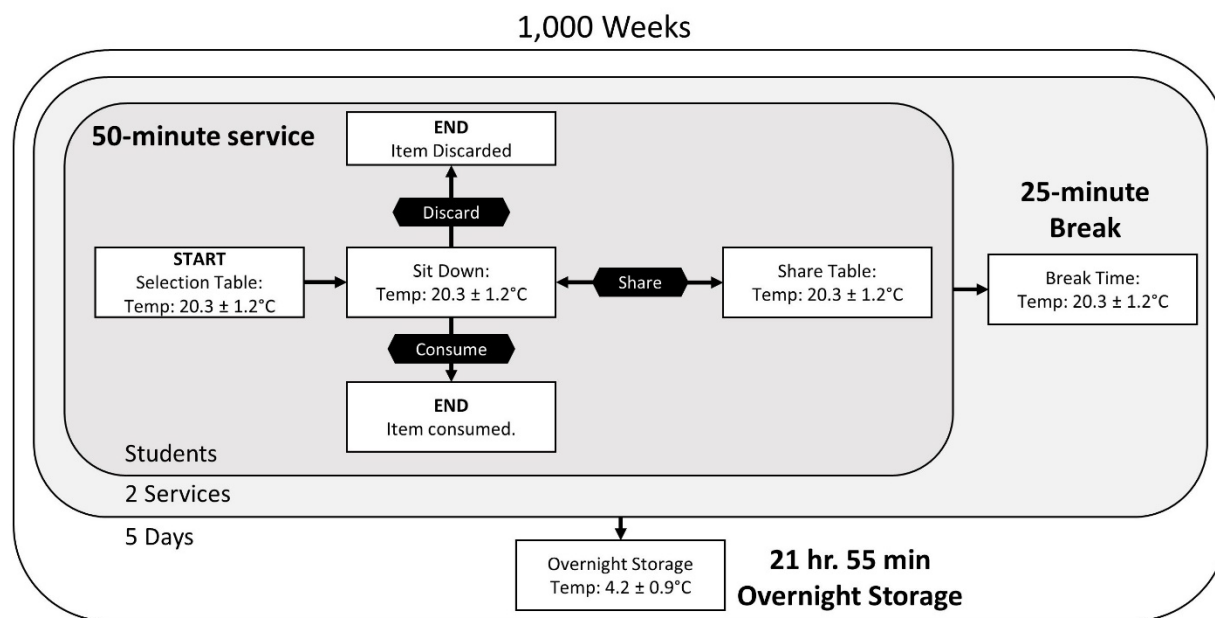 1,000 Weeks
50-minute service
END
Item Discarded
Discard
START
Selection Table:
Temp: 20.3 ± 1.2°C
Sit Down:
Temp: 20.3 ± 1.2°C
Share
Share Table:
Temp: 20.3 ± 1.2°C
25-minute
Break
Break Time:
Temp: 20.3 ± 1.2°C
Consume
END
Item consumed.
Students
2 Services
5 Days
Overnight Storage
Temp: 4.2 ± 0.9°C
21 hr. 55 min
Overnight Storage